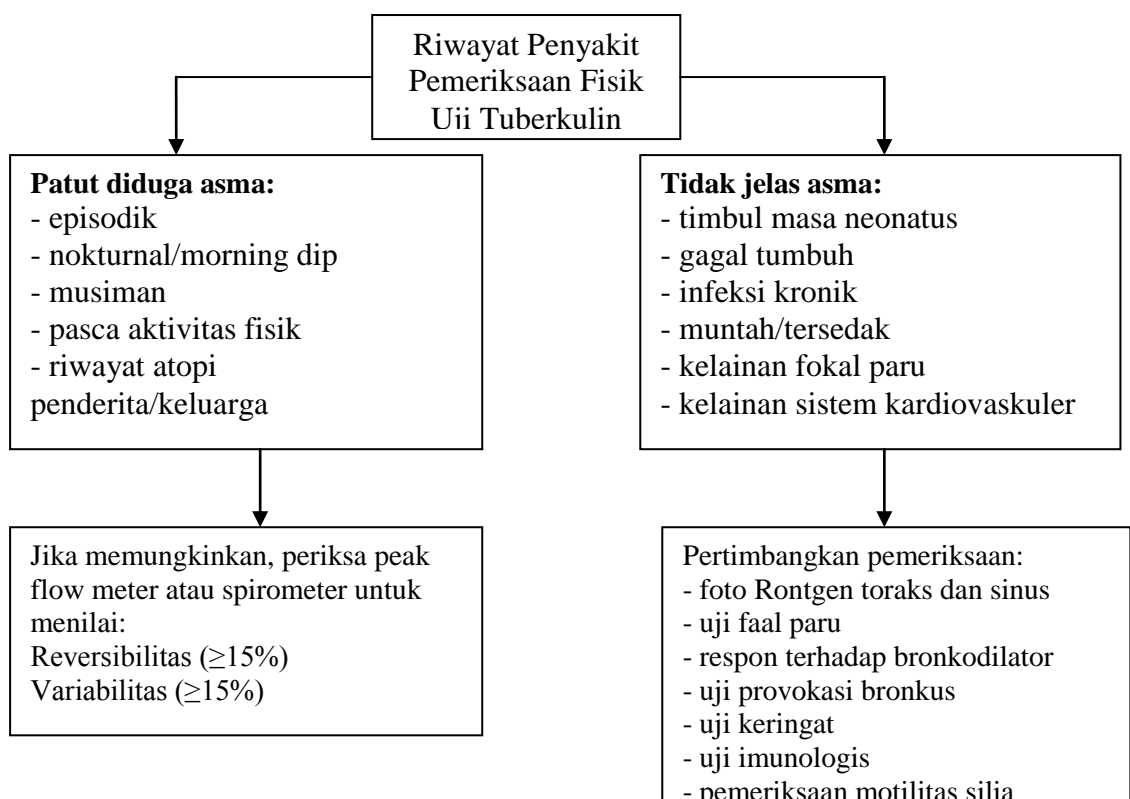 Riwayat Penyakit
Pemeriksaan Fisik
Uji Tuberkulin
Patut diduga asma:
- episodik
- nokturnal/morning dip
- musiman
- pasca aktivitas fisik
- riwayat atopi
penderita/keluarga
Tidak jelas asma:
- timbul masa neonatus
- gagal tumbuh
- infeksi kronik
- muntah/tersedak
- kelainan fokal paru
- kelainan sistem kardiovaskuler
Jika memungkinkan, periksa peak
flow meter atau spirometer untuk
menilai:
Reversibilitas (≥15%)
Variabilitas (≥15%)
Pertimbangkan pemeriksaan:
- foto Rontgen toraks dan sinus
- uji faal paru
- respon terhadap bronkodilator
- uji provokasi bronkus
- uji keringat
- uji imunologis
- pemeriksaan motilitas silia